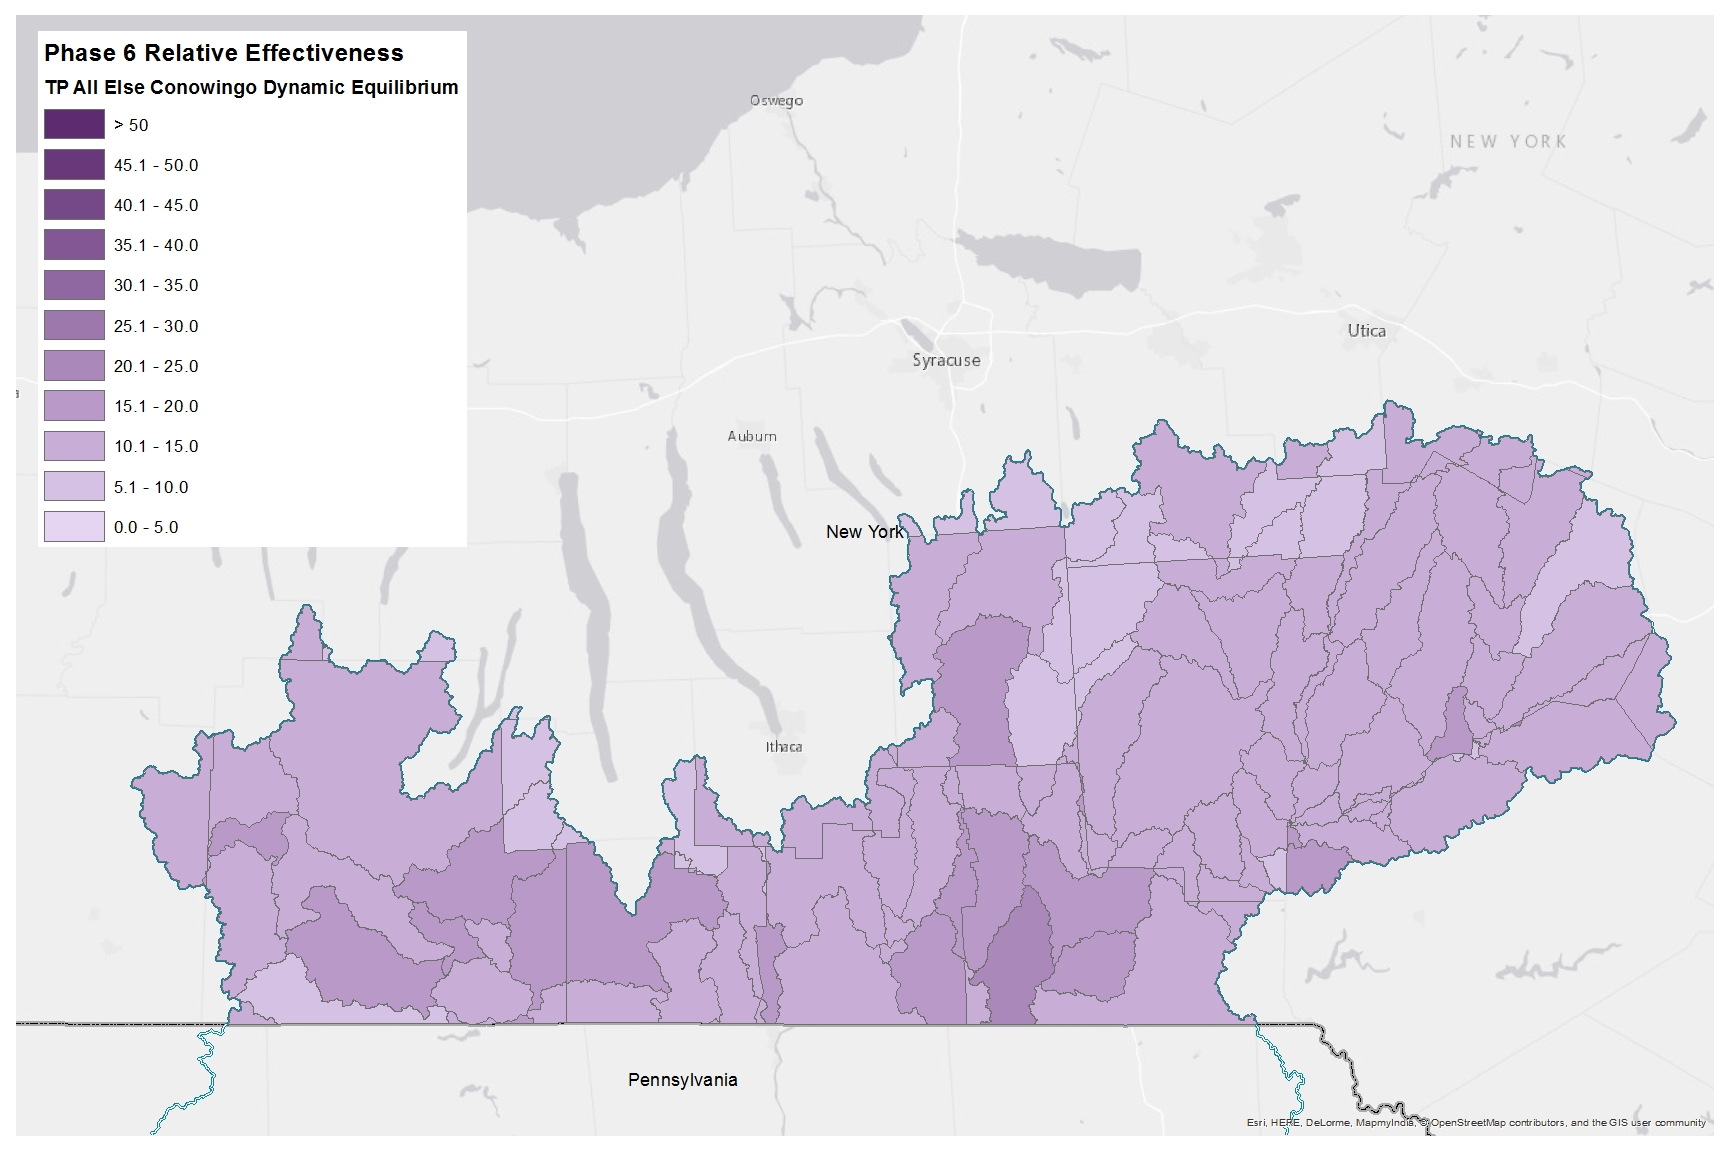 Phase 6 Relative Effectiveness
TP All Else Conowingo Dynamic Equilibrium
> 50
45.1 - 50.0
40.1 - 45.0
35.1 - 40.0
30.1 - 35.0
25.1 - 30.0
20.1 - 25.0
15.1 - 20.0
10.1 - 15.0
5.1 - 10.0
0.0 - 5.0
Oswego
NEW YORK
Utica
Syracuse
Auburn
New York
Ithaca
Pennsylvania
Esri, HERE, DeLorme, MapmyIndia, © OpenStreetMap contributors, and the GIS user community